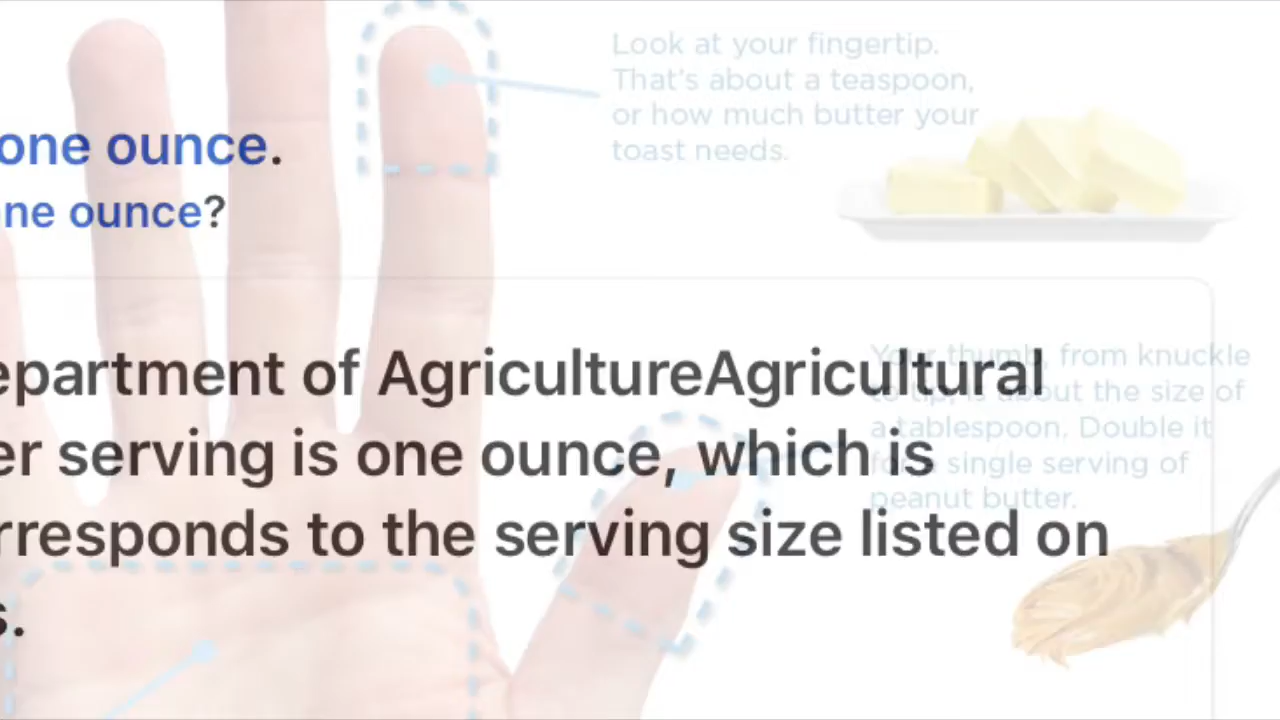 Look at your fingertip.
That's about a teaspoon,
or how much butter your
toast needs.
one ounce.
ne ounce?
epartment of AgricultureAgricultural
er serving is one ounce, which is
rresponds to the serving size listed on
s.
Your thumb, from knuckle
to tip, is about the size of
a tablespoon. Double it
for a single serving of
peanut butter.